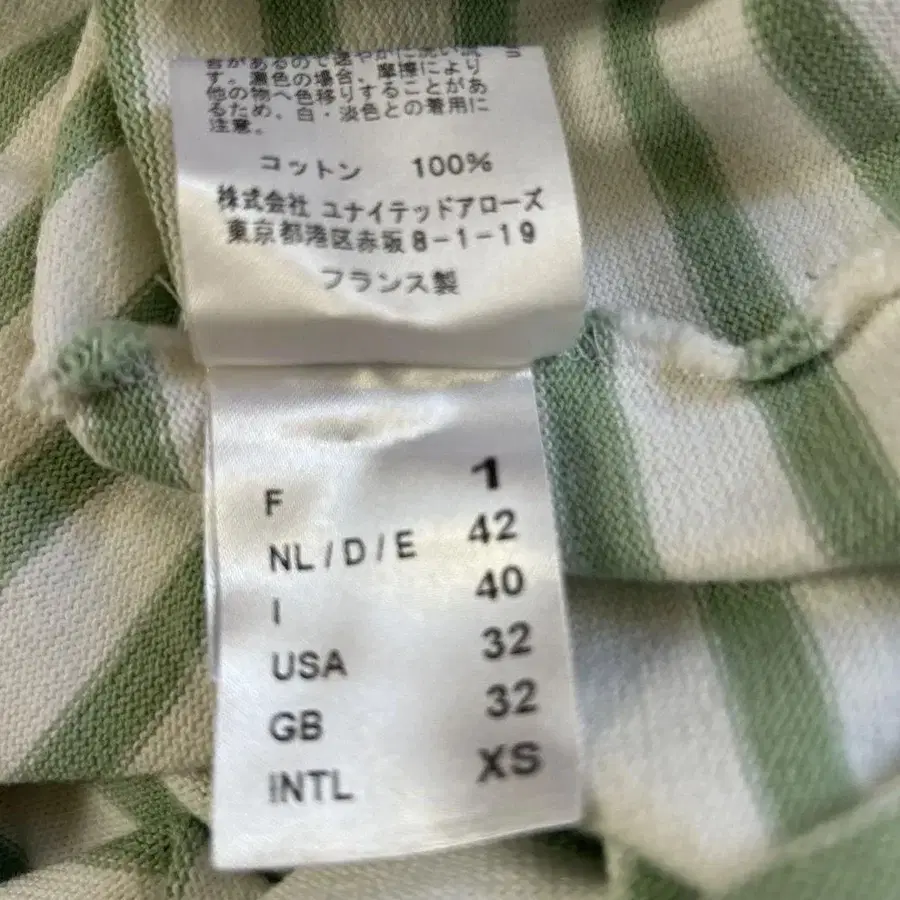 合があるので速やかに
す。濃色の場合、摩擦により
他の物へ色移りすることがあ
るため、白・淡色との着用に
注意。
コットン 100%
株式会社 ユナイテッドアローズ
東京都港区赤坂8-1-19
フランス製
F 1
NL/D/E 42
I 40
USA 32
GB 32
INTL XS